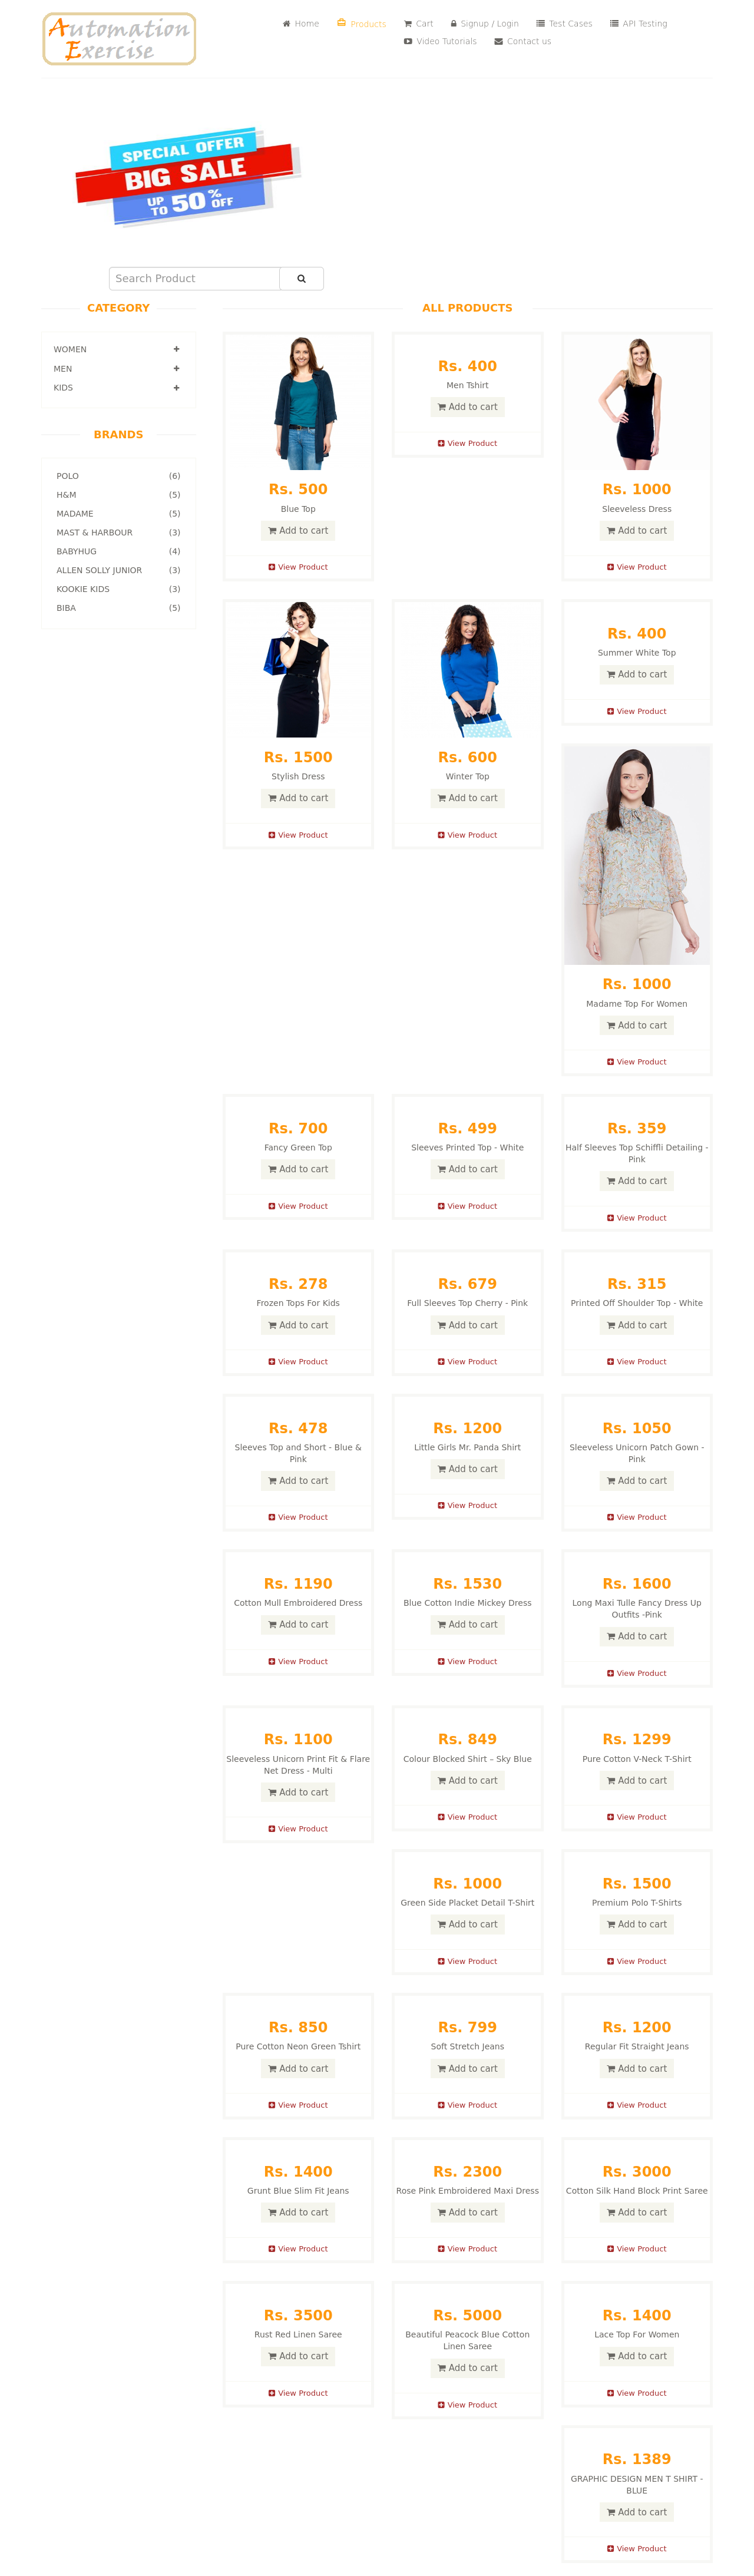 Automation
Exercise
Home
Products
Cart
Signup / Login
Test Cases
API Testing
Video Tutorials
Contact us
SPECIAL OFFER
BIG SALE
UP TO 50% OFF
Search Product
CATEGORY
WOMEN
MEN
KIDS
BRANDS
POLO (6)
H&M (5)
MADAME (5)
MAST & HARBOUR (3)
BABYHUG (4)
ALLEN SOLLY JUNIOR (3)
KOOKIE KIDS (3)
BIBA (5)
ALL PRODUCTS
Rs. 500
Blue Top
Add to cart
View Product
Rs. 400
Men Tshirt
Add to cart
View Product
Rs. 1000
Sleeveless Dress
Add to cart
View Product
Rs. 1500
Stylish Dress
Add to cart
View Product
Rs. 600
Winter Top
Add to cart
View Product
Rs. 400
Summer White Top
Add to cart
View Product
Rs. 1000
Madame Top For Women
Add to cart
View Product
Rs. 700
Fancy Green Top
Add to cart
View Product
Rs. 499
Sleeves Printed Top - White
Add to cart
View Product
Rs. 359
Half Sleeves Top Schiffli Detailing -
Pink
Add to cart
View Product
Rs. 278
Frozen Tops For Kids
Add to cart
View Product
Rs. 679
Full Sleeves Top Cherry - Pink
Add to cart
View Product
Rs. 315
Printed Off Shoulder Top - White
Add to cart
View Product
Rs. 478
Sleeves Top and Short - Blue &
Pink
Add to cart
View Product
Rs. 1200
Little Girls Mr. Panda Shirt
Add to cart
View Product
Rs. 1050
Sleeveless Unicorn Patch Gown -
Pink
Add to cart
View Product
Rs. 1190
Cotton Mull Embroidered Dress
Add to cart
View Product
Rs. 1530
Blue Cotton Indie Mickey Dress
Add to cart
View Product
Rs. 1600
Long Maxi Tulle Fancy Dress Up
Outfits -Pink
Add to cart
View Product
Rs. 1100
Sleeveless Unicorn Print Fit & Flare
Net Dress - Multi
Add to cart
View Product
Rs. 849
Colour Blocked Shirt – Sky Blue
Add to cart
View Product
Rs. 1299
Pure Cotton V-Neck T-Shirt
Add to cart
View Product
Rs. 1000
Green Side Placket Detail T-Shirt
Add to cart
View Product
Rs. 1500
Premium Polo T-Shirts
Add to cart
View Product
Rs. 850
Pure Cotton Neon Green Tshirt
Add to cart
View Product
Rs. 799
Soft Stretch Jeans
Add to cart
View Product
Rs. 1200
Regular Fit Straight Jeans
Add to cart
View Product
Rs. 1400
Grunt Blue Slim Fit Jeans
Add to cart
View Product
Rs. 2300
Rose Pink Embroidered Maxi Dress
Add to cart
View Product
Rs. 3000
Cotton Silk Hand Block Print Saree
Add to cart
View Product
Rs. 3500
Rust Red Linen Saree
Add to cart
View Product
Rs. 5000
Beautiful Peacock Blue Cotton
Linen Saree
Add to cart
View Product
Rs. 1400
Lace Top For Women
Add to cart
View Product
Rs. 1389
GRAPHIC DESIGN MEN T SHIRT -
BLUE
Add to cart
View Product